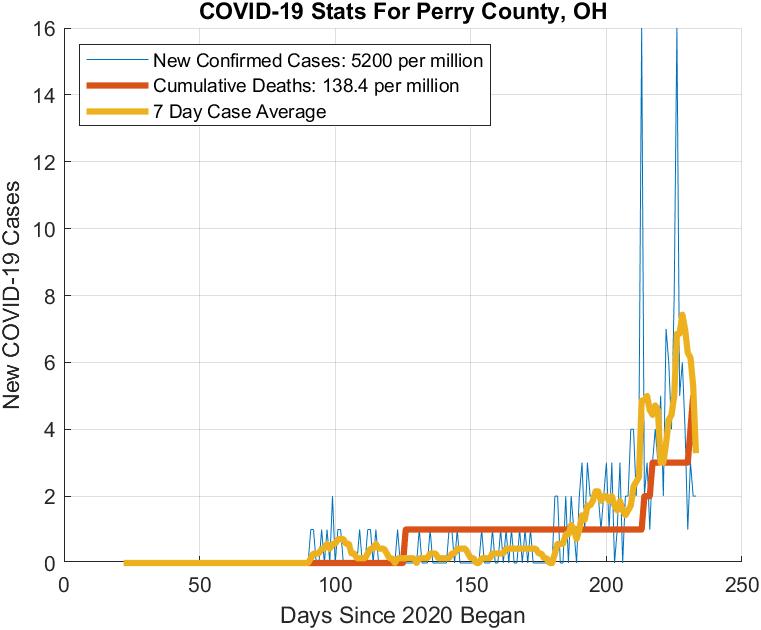 COVID-19 Stats For Perry County, OH
New Confirmed Cases: 5200 per million
Cumulative Deaths: 138.4 per million
7 Day Case Average
New COVID-19 Cases
16
14
12
10
8
6
4
2
0
0 50 100 150 200 250
Days Since 2020 Began